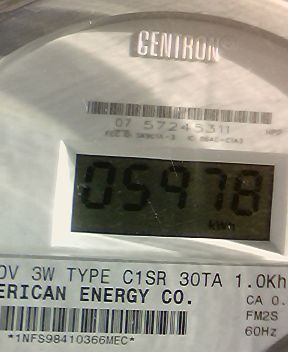 CENTRON
07 57245311
05978
kWh
0V 3W TYPE C1SR 30TA 1.0Kh
ERICAN ENERGY CO.
CA 0.
FM2S
*1NFS98410366MEC*
60Hz